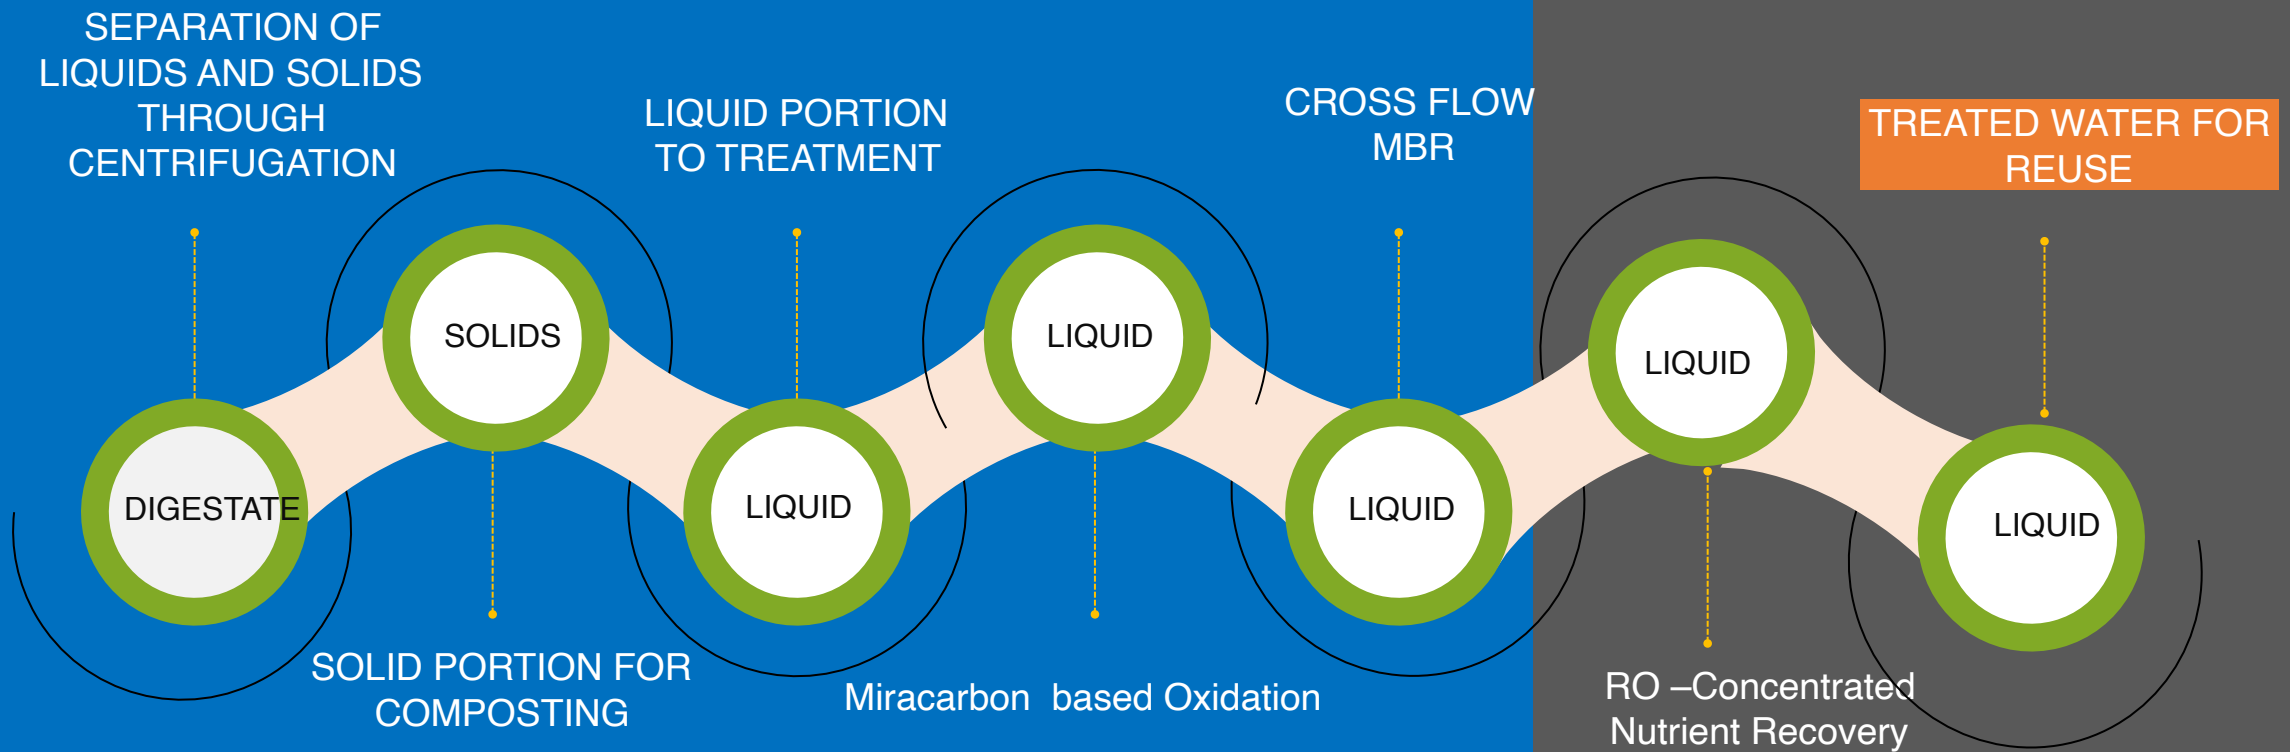 SEPARATION OF
LIQUIDS AND SOLIDS
THROUGH
CENTRIFUGATION
LIQUID PORTION
TO TREATMENT
CROSS FLOW
MBR
TREATED WATER FOR
REUSE
DIGESTATE
SOLIDS
LIQUID
LIQUID
LIQUID
LIQUID
LIQUID
SOLID PORTION FOR
COMPOSTING
Miracarbon  based Oxidation
RO –Concentrated
Nutrient Recovery